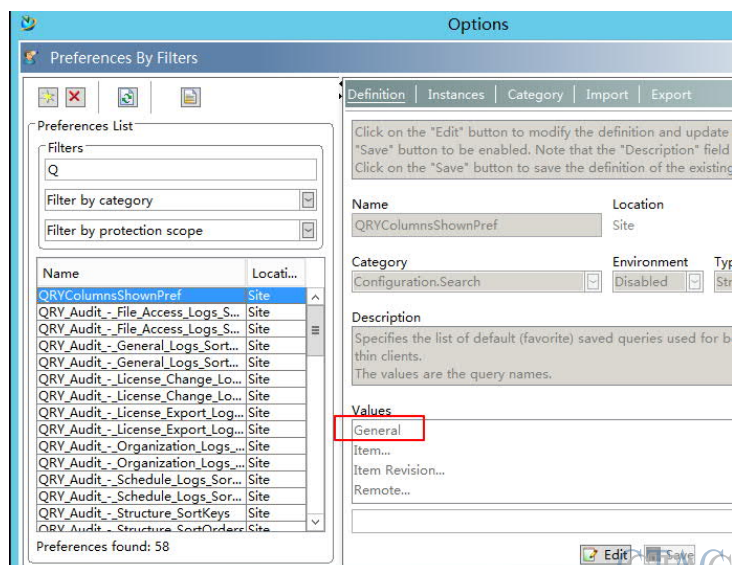 Options
Preferences By Filters
Preferences List
Filters
Q
Filter by category
Filter by protection scope
Name Locati...
QRYColumnsShownPref Site
QRY_Audit_-_File_Access_Logs_S... Site
QRY_Audit_-_File_Access_Logs_S... Site
QRY_Audit_-_General_Logs_Sort... Site
QRY_Audit_-_General_Logs_Sort... Site
QRY_Audit_-_License_Change_Lo... Site
QRY_Audit_-_License_Change_Lo... Site
QRY_Audit_-_License_Export_Log... Site
QRY_Audit_-_License_Export_Log... Site
QRY_Audit_-_Organization_Logs_... Site
QRY_Audit_-_Organization_Logs_... Site
QRY_Audit_-_Schedule_Logs_Sor... Site
QRY_Audit_-_Schedule_Logs_Sor... Site
QRY_Audit_-_Structure_SortKeys Site
QRY_Audit_-_Structure_SortOrders Site
Preferences found: 58
Definition | Instances | Category | Import | Export
Click on the "Edit" button to modify the definition and update
"Save" button to be enabled. Note that the "Description" field
Click on the "Save" button to save the definition of the existing
Name Location
QRYColumnsShownPref Site
Category Environment Typ
Configuration.Search Disabled Str
Description
Specifies the list of default (favorite) saved queries used for b
thin clients.
The values are the query names.
Values
General
Item...
Item Revision...
Remote...
Edit Save